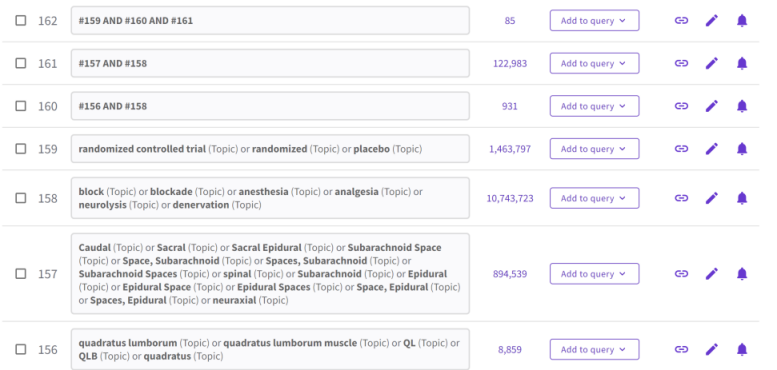 162 #159 AND #160 AND #161 85 Add to query
161 #157 AND #158 122,983 Add to query
160 #156 AND #158 931 Add to query
159 randomized controlled trial (Topic) or randomized (Topic) or placebo (Topic) 1,463,797 Add to query
158 block (Topic) or blockade (Topic) or anesthesia (Topic) or analgesia (Topic) or
neurolysis (Topic) or denervation (Topic) 10,743,723 Add to query
157 Caudal (Topic) or Sacral (Topic) or Sacral Epidural (Topic) or Subarachnoid Space
(Topic) or Space, Subarachnoid (Topic) or Spaces, Subarachnoid (Topic) or
Subarachnoid Spaces (Topic) or spinal (Topic) or Subarachnoid (Topic) or Epidural
(Topic) or Epidural Space (Topic) or Epidural Spaces (Topic) or Space, Epidural (Topic)
or Spaces, Epidural (Topic) or neuraxial (Topic) 894,539 Add to query
156 quadratus lumborum (Topic) or quadratus lumborum muscle (Topic) or QL (Topic) or
QLB (Topic) or quadratus (Topic) 8,859 Add to query